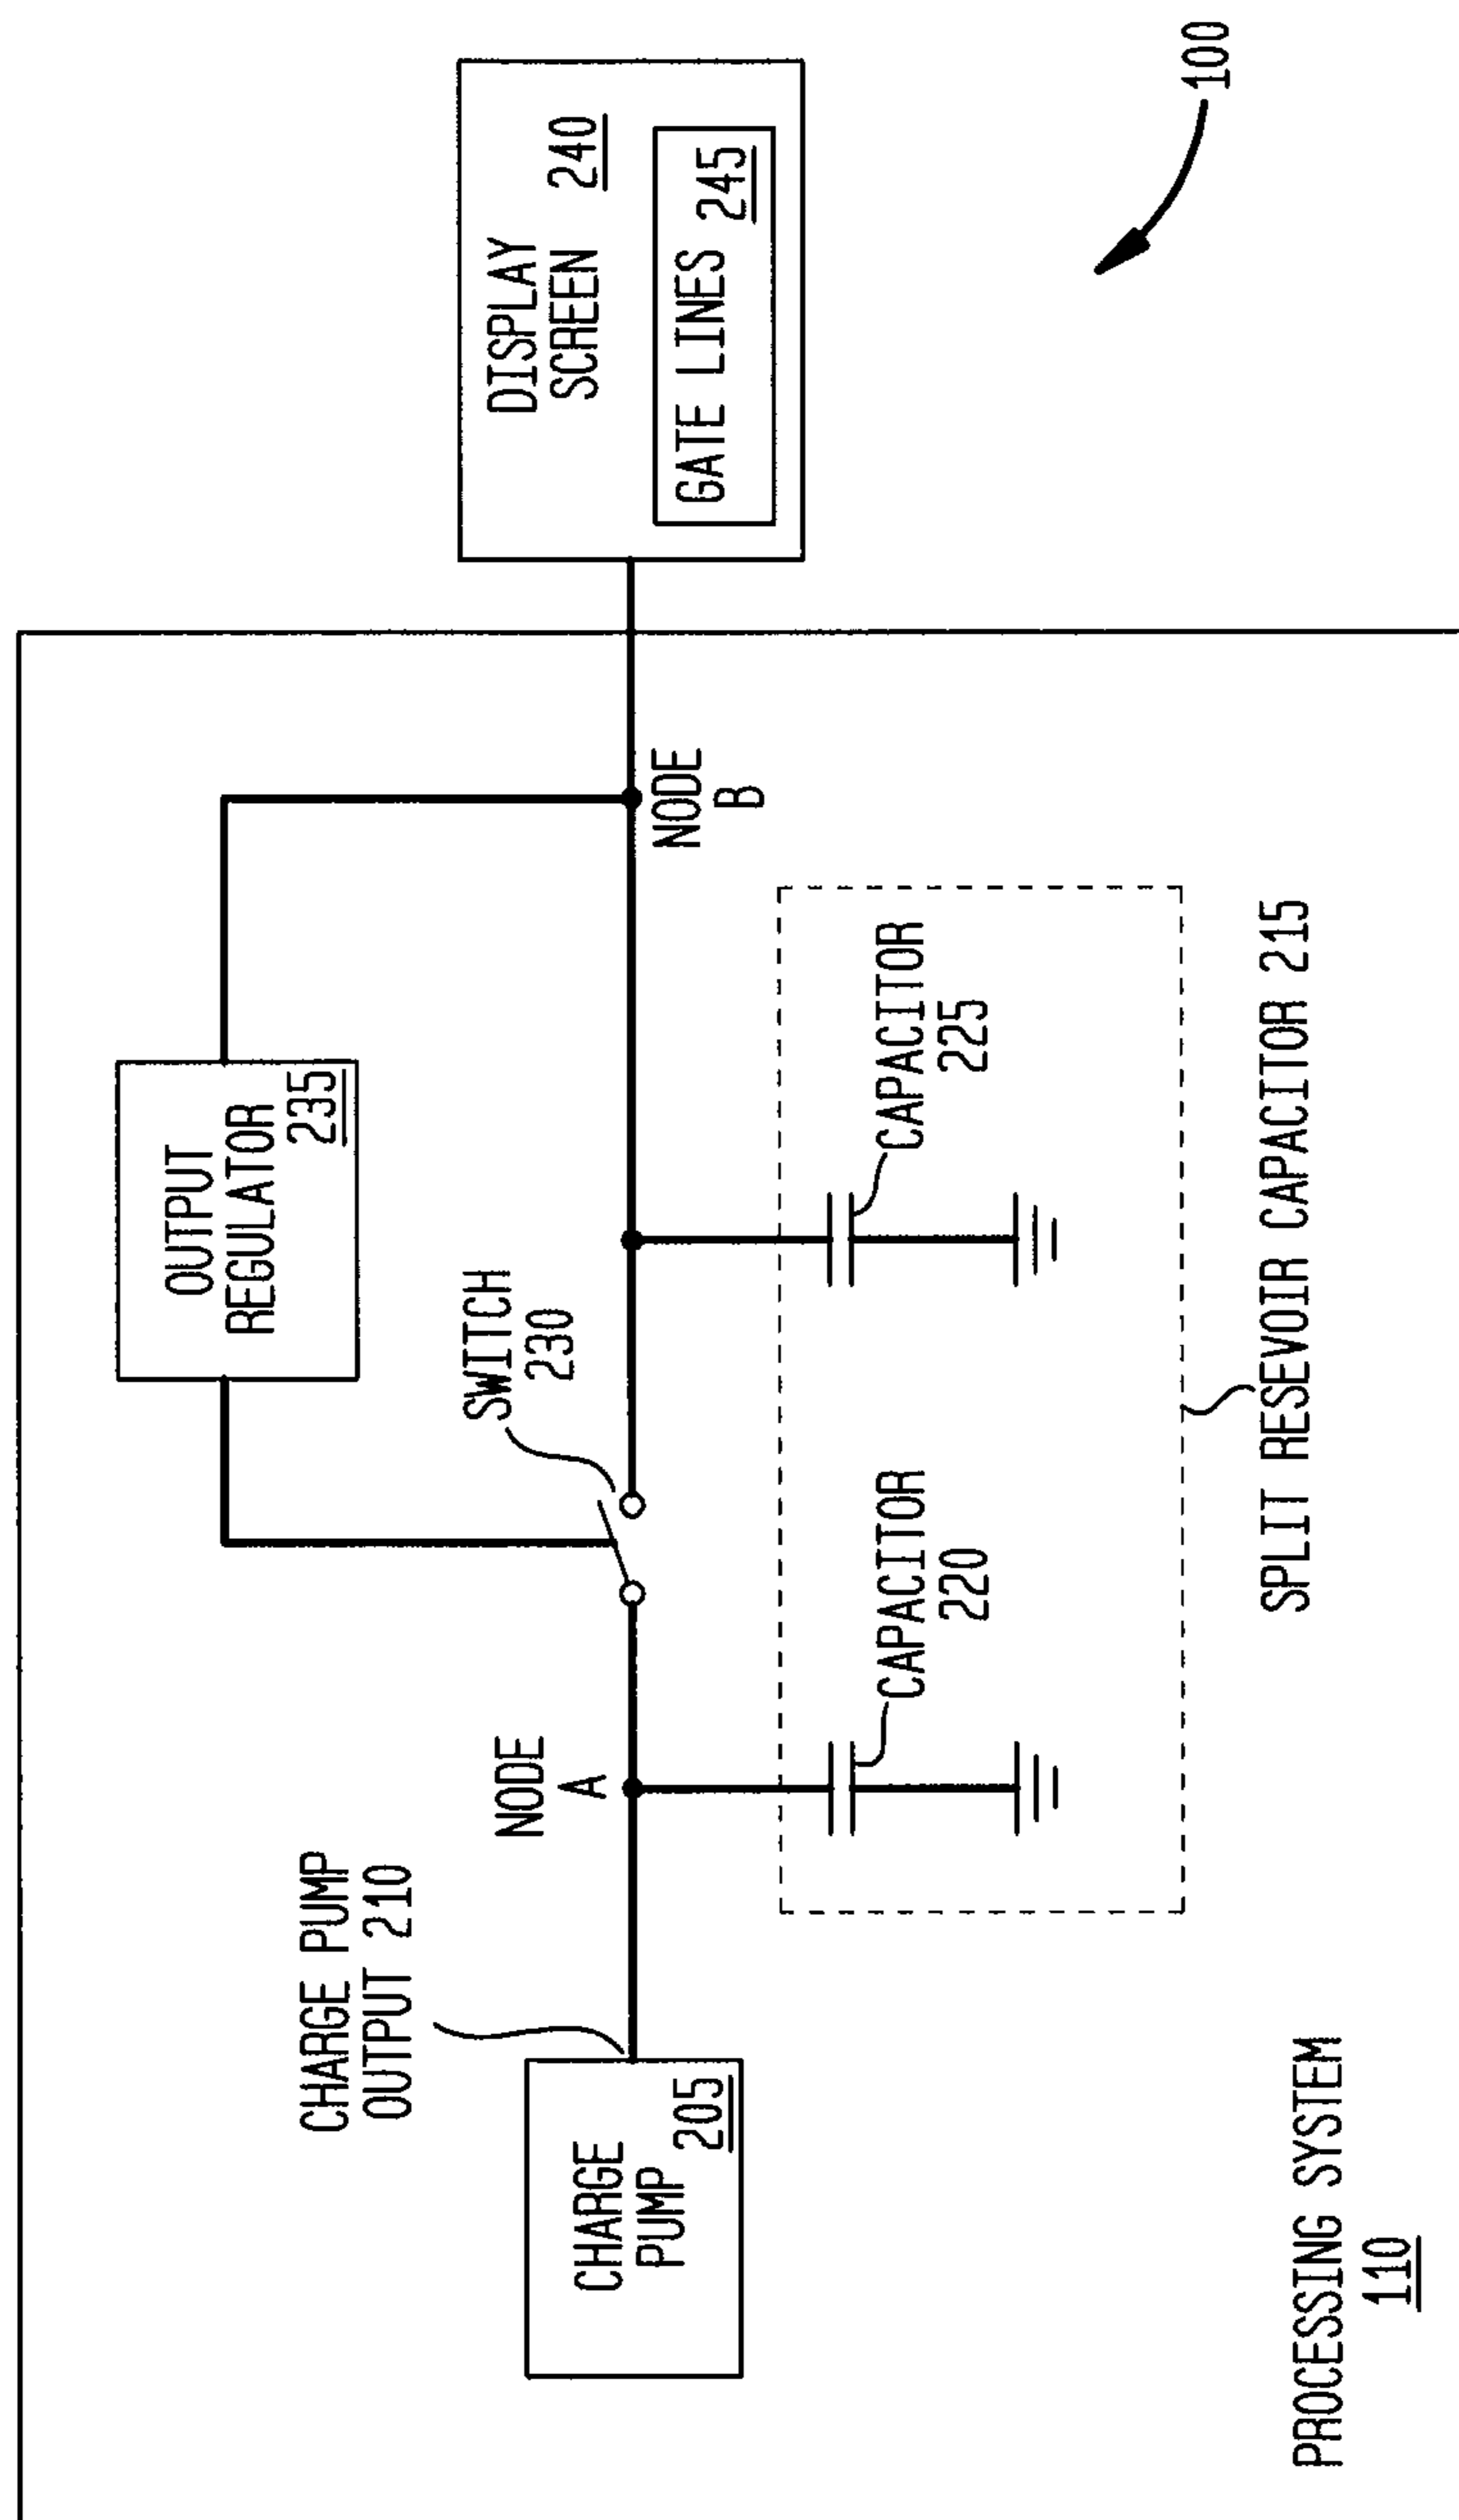 CHARGE PUMP
OUTPUT 210
CHARGE
PUMP 205
NODE
A
SWITCH
230
OUTPUT
REGULATOR
235
NODE
B
CAPACITOR
220
CAPACITOR
225
SPLIT RESEVOIR CAPACITOR 215
PROCESSING SYSTEM
110
DISPLAY
SCREEN 240
GATE LINES 245
100